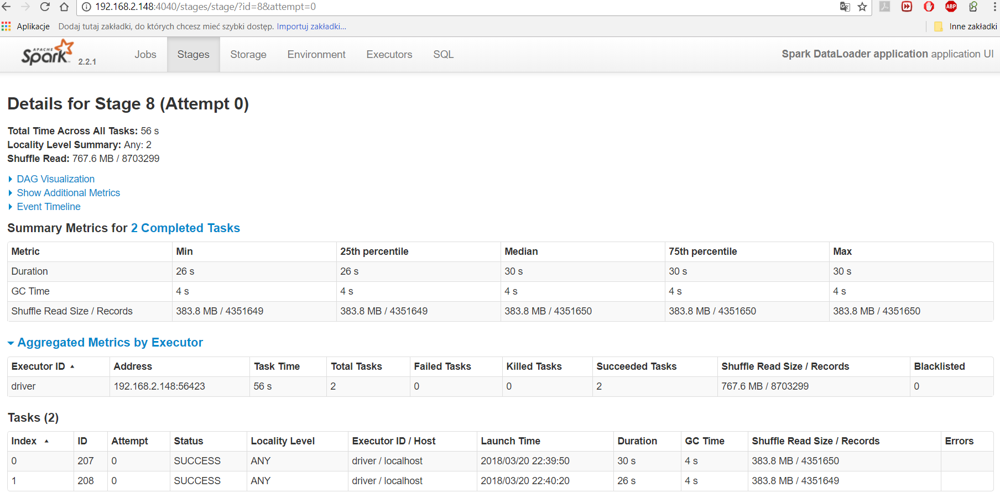 192.168.2.148:4040/stages/stage/?id=8&attempt=0
ABP
Aplikacje Dodaj tutaj zakładki, do których chcesz mieć szybki dostęp. Importuj zakładki... Inne zakładki
APACHE
Spark 2.2.1 Jobs Stages Storage Environment Executors SQL Spark DataLoader application application UI
Details for Stage 8 (Attempt 0)
Total Time Across All Tasks: 56 s
Locality Level Summary: Any: 2
Shuffle Read: 767.6 MB / 8703299
DAG Visualization
Show Additional Metrics
Event Timeline
Summary Metrics for 2 Completed Tasks
Metric Min 25th percentile Median 75th percentile Max
Duration 26 s 26 s 30 s 30 s 30 s
GC Time 4 s 4 s 4 s 4 s 4 s
Shuffle Read Size / Records 383.8 MB / 4351649 383.8 MB / 4351649 383.8 MB / 4351650 383.8 MB / 4351650 383.8 MB / 4351650
Aggregated Metrics by Executor
Executor ID Address Task Time Total Tasks Failed Tasks Killed Tasks Succeeded Tasks Shuffle Read Size / Records Blacklisted
driver 192.168.2.148:56423 56 s 2 0 0 2 767.6 MB / 8703299 0
Tasks (2)
Index ID Attempt Status Locality Level Executor ID / Host Launch Time Duration GC Time Shuffle Read Size / Records Errors
0 207 0 SUCCESS ANY driver / localhost 2018/03/20 22:39:50 30 s 4 s 383.8 MB / 4351650
1 208 0 SUCCESS ANY driver / localhost 2018/03/20 22:40:20 26 s 4 s 383.8 MB / 4351649